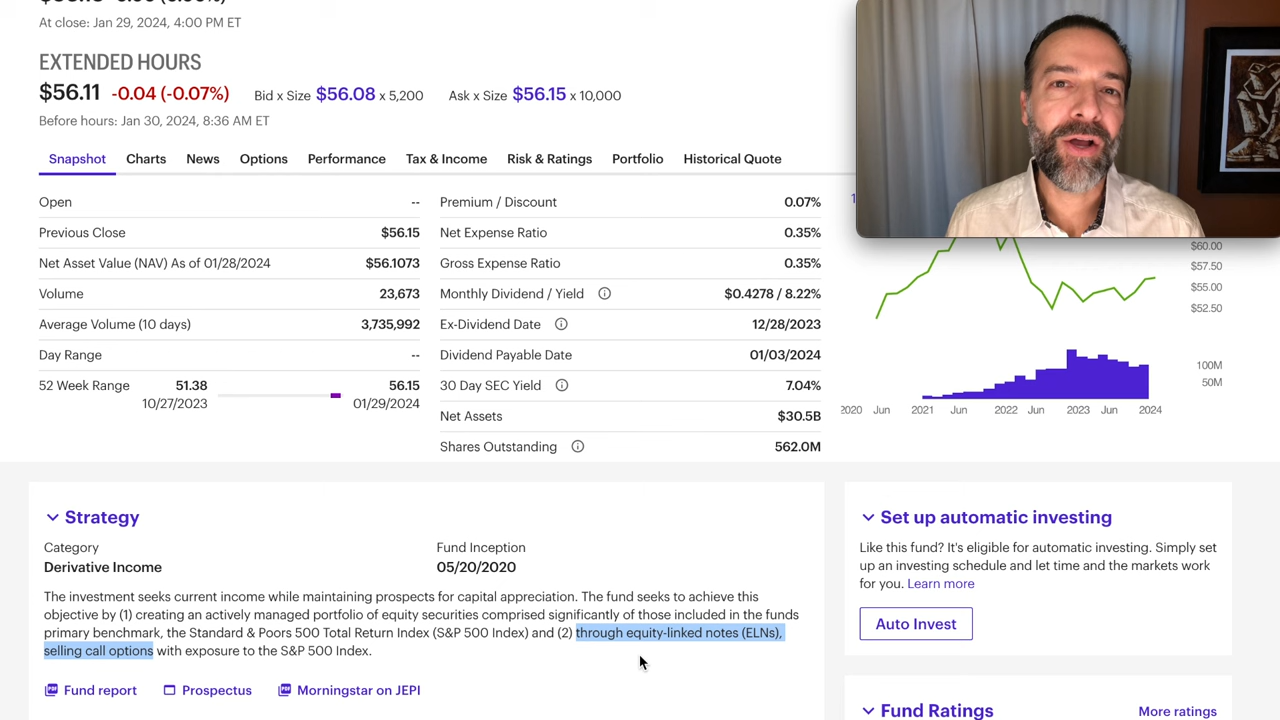 At close: Jan 29, 2024, 4:00 PM ET
EXTENDED HOURS
$56.11 -0.04 (-0.07%) Bid x Size $56.08 x 5,200 Ask x Size $56.15 x 10,000
Before hours: Jan 30, 2024, 8:36 AM ET
Snapshot Charts News Options Performance Tax & Income Risk & Ratings Portfolio Historical Quote
Open --
Previous Close $56.15
Net Asset Value (NAV) As of 01/28/2024 $56.1073
Volume 23,673
Average Volume (10 days) 3,735,992
Day Range --
52 Week Range 51.38 56.15
10/27/2023 01/29/2024
Premium / Discount 0.07%
Net Expense Ratio 0.35%
Gross Expense Ratio 0.35%
Monthly Dividend / Yield $0.4278 / 8.22%
Ex-Dividend Date 12/28/2023
Dividend Payable Date 01/03/2024
30 Day SEC Yield 7.04%
Net Assets $30.5B
Shares Outstanding 562.0M
$60.00
$57.50
$55.00
$52.50
100M
50M
2020 Jun 2021 Jun 2022 Jun 2023 Jun 2024
Strategy
Category Fund Inception
Derivative Income 05/20/2020
The investment seeks current income while maintaining prospects for capital appreciation. The fund seeks to achieve this
objective by (1) creating an actively managed portfolio of equity securities comprised significantly of those included in the funds
primary benchmark, the Standard & Poors 500 Total Return Index (S&P 500 Index) and (2) through equity-linked notes (ELNs),
selling call options with exposure to the S&P 500 Index.
Fund report Prospectus Morningstar on JEPI
Set up automatic investing
Like this fund? It's eligible for automatic investing. Simply set
up an investing schedule and let time and the markets work
for you. Learn more
Auto Invest
Fund Ratings More ratings